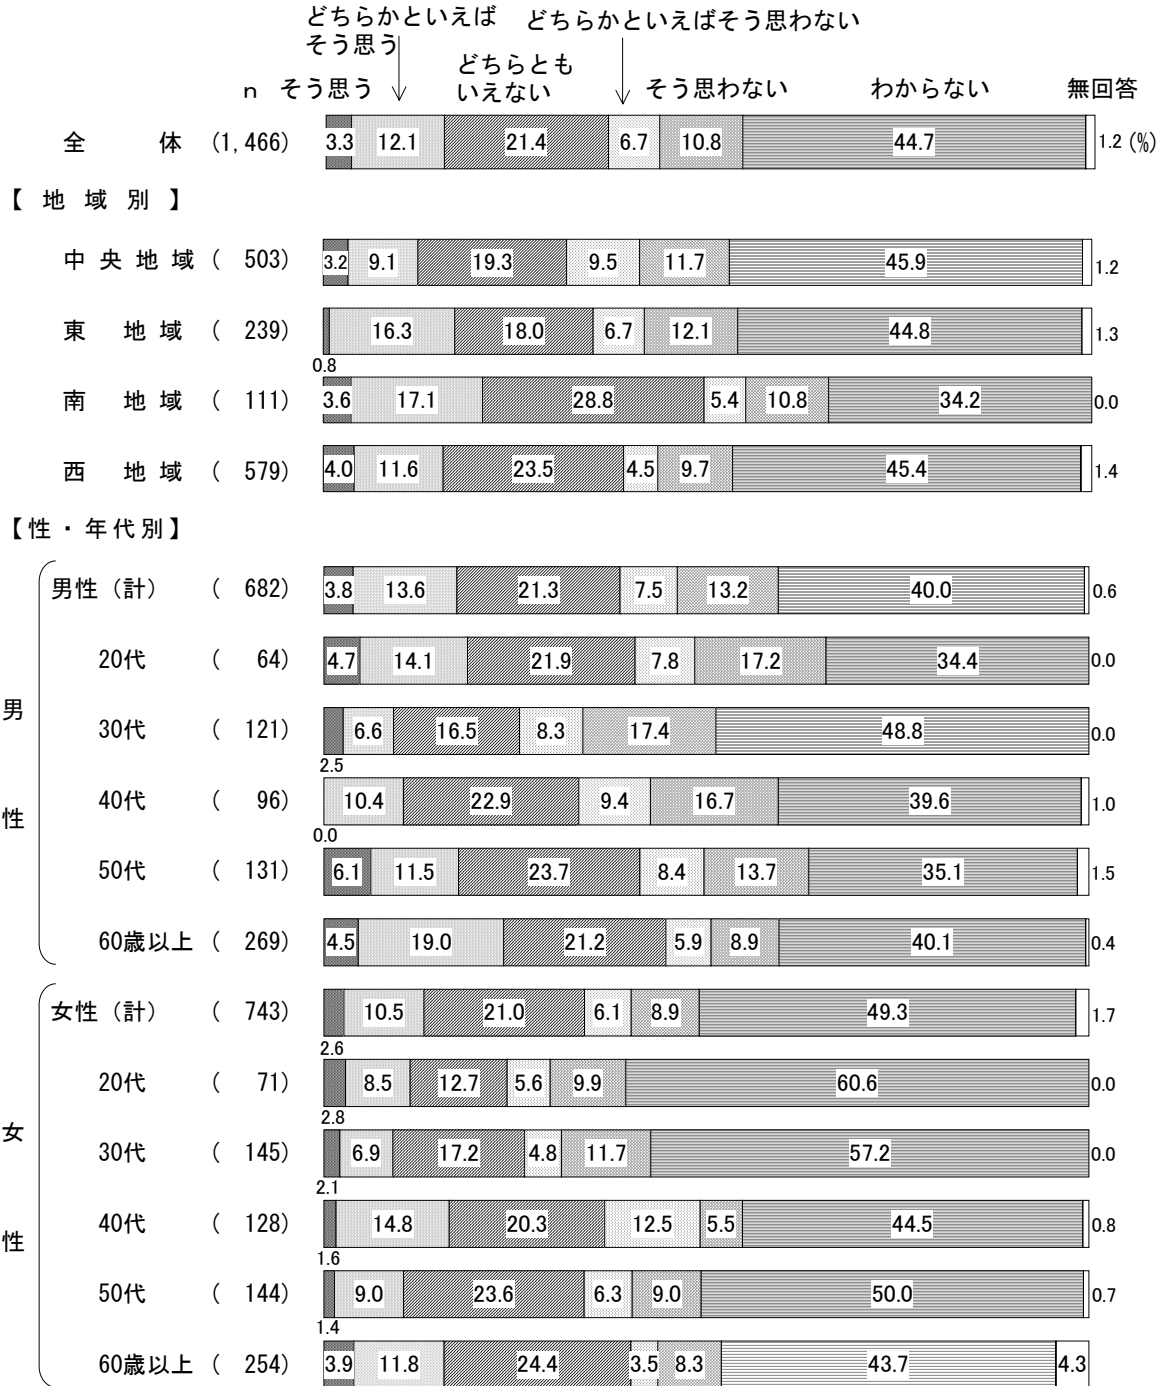 どちらかといえば
そう思う
どちらかといえばそう思わない
どちらとも
いえない
n そう思う そう思わない わからない 無回答
全 体 (1,466) 3.3 12.1 21.4 6.7 10.8 44.7 1.2 (%)
【地域別】
中央地域 ( 503) 3.2 9.1 19.3 9.5 11.7 45.9 1.2
東 地域 ( 239) 16.3 18.0 6.7 12.1 44.8 1.3
0.8
南 地域 ( 111) 3.6 17.1 28.8 5.4 10.8 34.2 0.0
西 地域 ( 579) 4.0 11.6 23.5 4.5 9.7 45.4 1.4
【性・年代別】
男性(計) ( 682) 3.8 13.6 21.3 7.5 13.2 40.0 0.6
20代 ( 64) 4.7 14.1 21.9 7.8 17.2 34.4 0.0
男
30代 ( 121) 6.6 16.5 8.3 17.4 48.8 0.0
2.5
40代 ( 96) 10.4 22.9 9.4 16.7 39.6 1.0
性
0.0
50代 ( 131) 6.1 11.5 23.7 8.4 13.7 35.1 1.5
60歳以上 ( 269) 4.5 19.0 21.2 5.9 8.9 40.1 0.4
女性(計) ( 743) 10.5 21.0 6.1 8.9 49.3 1.7
2.6
20代 ( 71) 8.5 12.7 5.6 9.9 60.6 0.0
2.8
女
30代 ( 145) 6.9 17.2 4.8 11.7 57.2 0.0
2.1
40代 ( 128) 14.8 20.3 12.5 5.5 44.5 0.8
性
1.6
50代 ( 144) 9.0 23.6 6.3 9.0 50.0 0.7
1.4
60歳以上 ( 254) 3.9 11.8 24.4 3.5 8.3 43.7 4.3